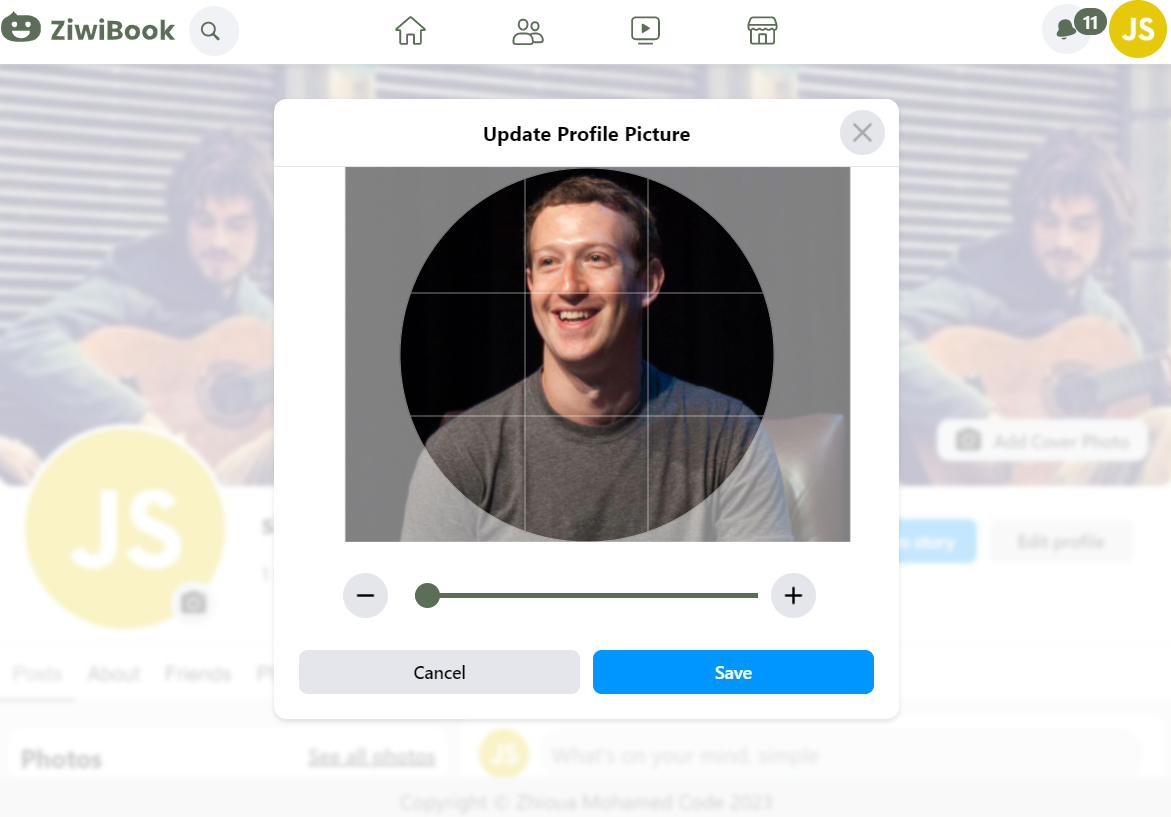 ZiwiBook
11
JS
Update Profile Picture
Add Cover Photo
JS
story
Edit profile
Cancel
Save
Posts
About
Friends
Photos
See all photos
JS
What's on your mind, simple
Copyright © Zhioua Mohamed Code 2023